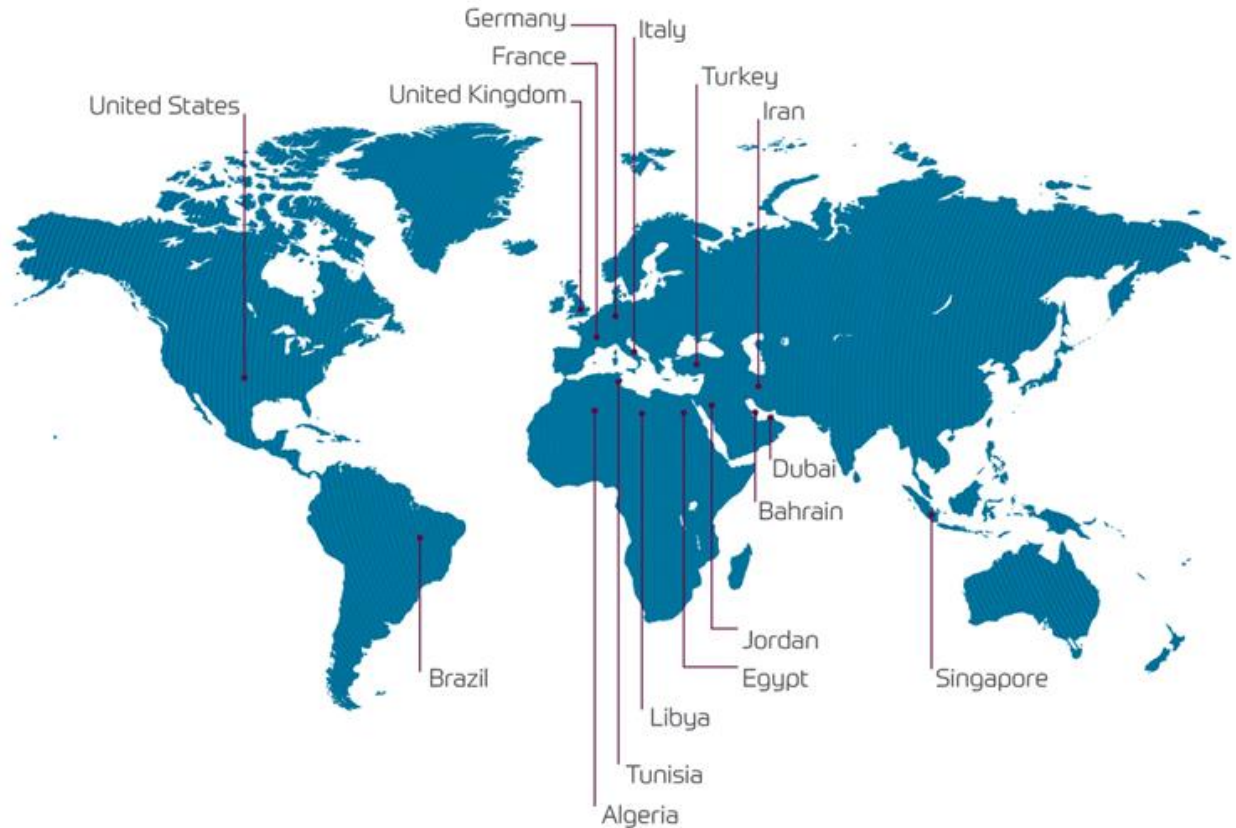 Germany
Italy
France
Turkey
United Kingdom
United States
Iran
Dubai
Bahrain
Jordan
Brazil
Egypt
Singapore
Libya
Tunisia
Algeria